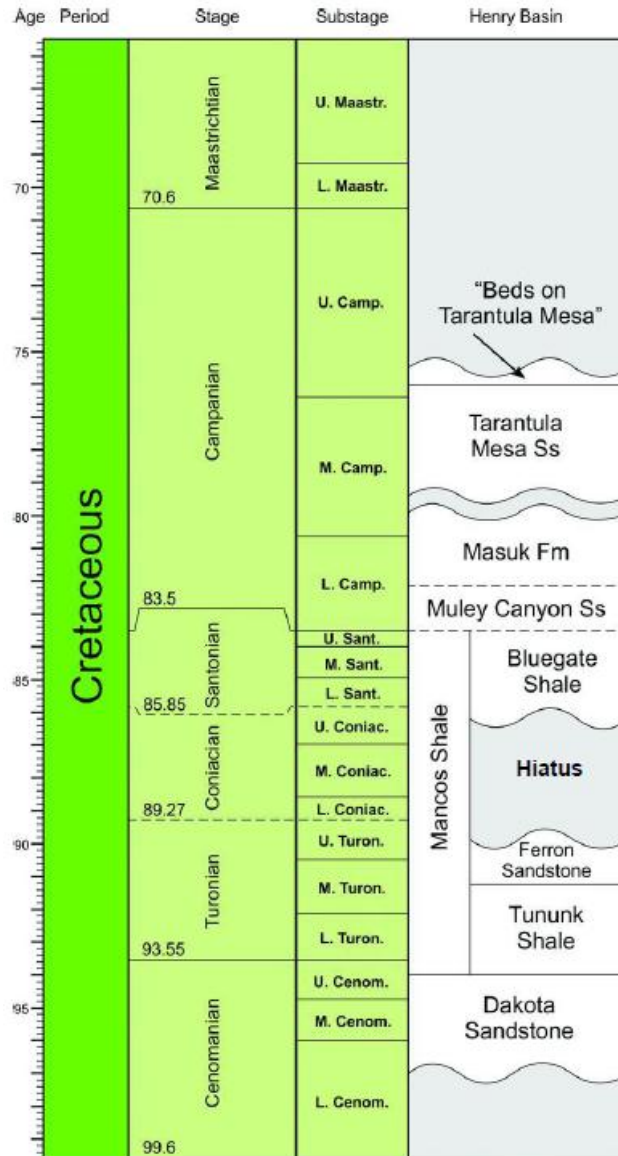 Age Period Stage Substage Henry Basin
70
75
80
85
90
95
Cretaceous
Maastrichtian
70.6
Campanian
83.5
Santonian
85.85
Coniacian
89.27
Turonian
93.55
Cenomanian
99.6
U. Maastr.
L. Maastr.
U. Camp.
M. Camp.
L. Camp.
U. Sant.
M. Sant.
L. Sant.
U. Coniac.
M. Coniac.
L. Coniac.
U. Turon.
M. Turon.
L. Turon.
U. Cenom.
M. Cenom.
L. Cenom.
“Beds on
Tarantula Mesa”
Tarantula
Mesa Ss
Masuk Fm
Muley Canyon Ss
Mancos Shale
Bluegate
Shale
Hiatus
Ferron
Sandstone
Tununk
Shale
Dakota
Sandstone